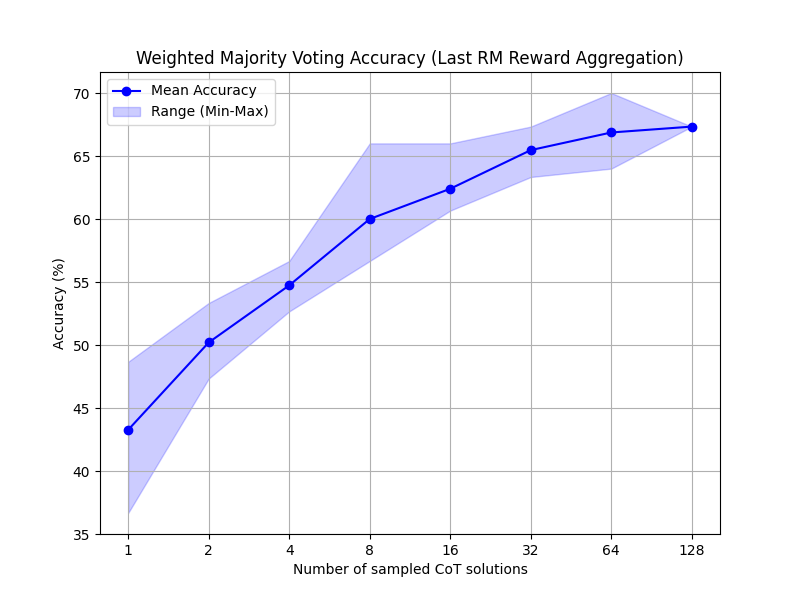 Weighted Majority Voting Accuracy (Last RM Reward Aggregation)
Mean Accuracy
Range (Min-Max)
Accuracy (%)
70
65
60
55
50
45
40
35
1 2 4 8 16 32 64 128
Number of sampled CoT solutions